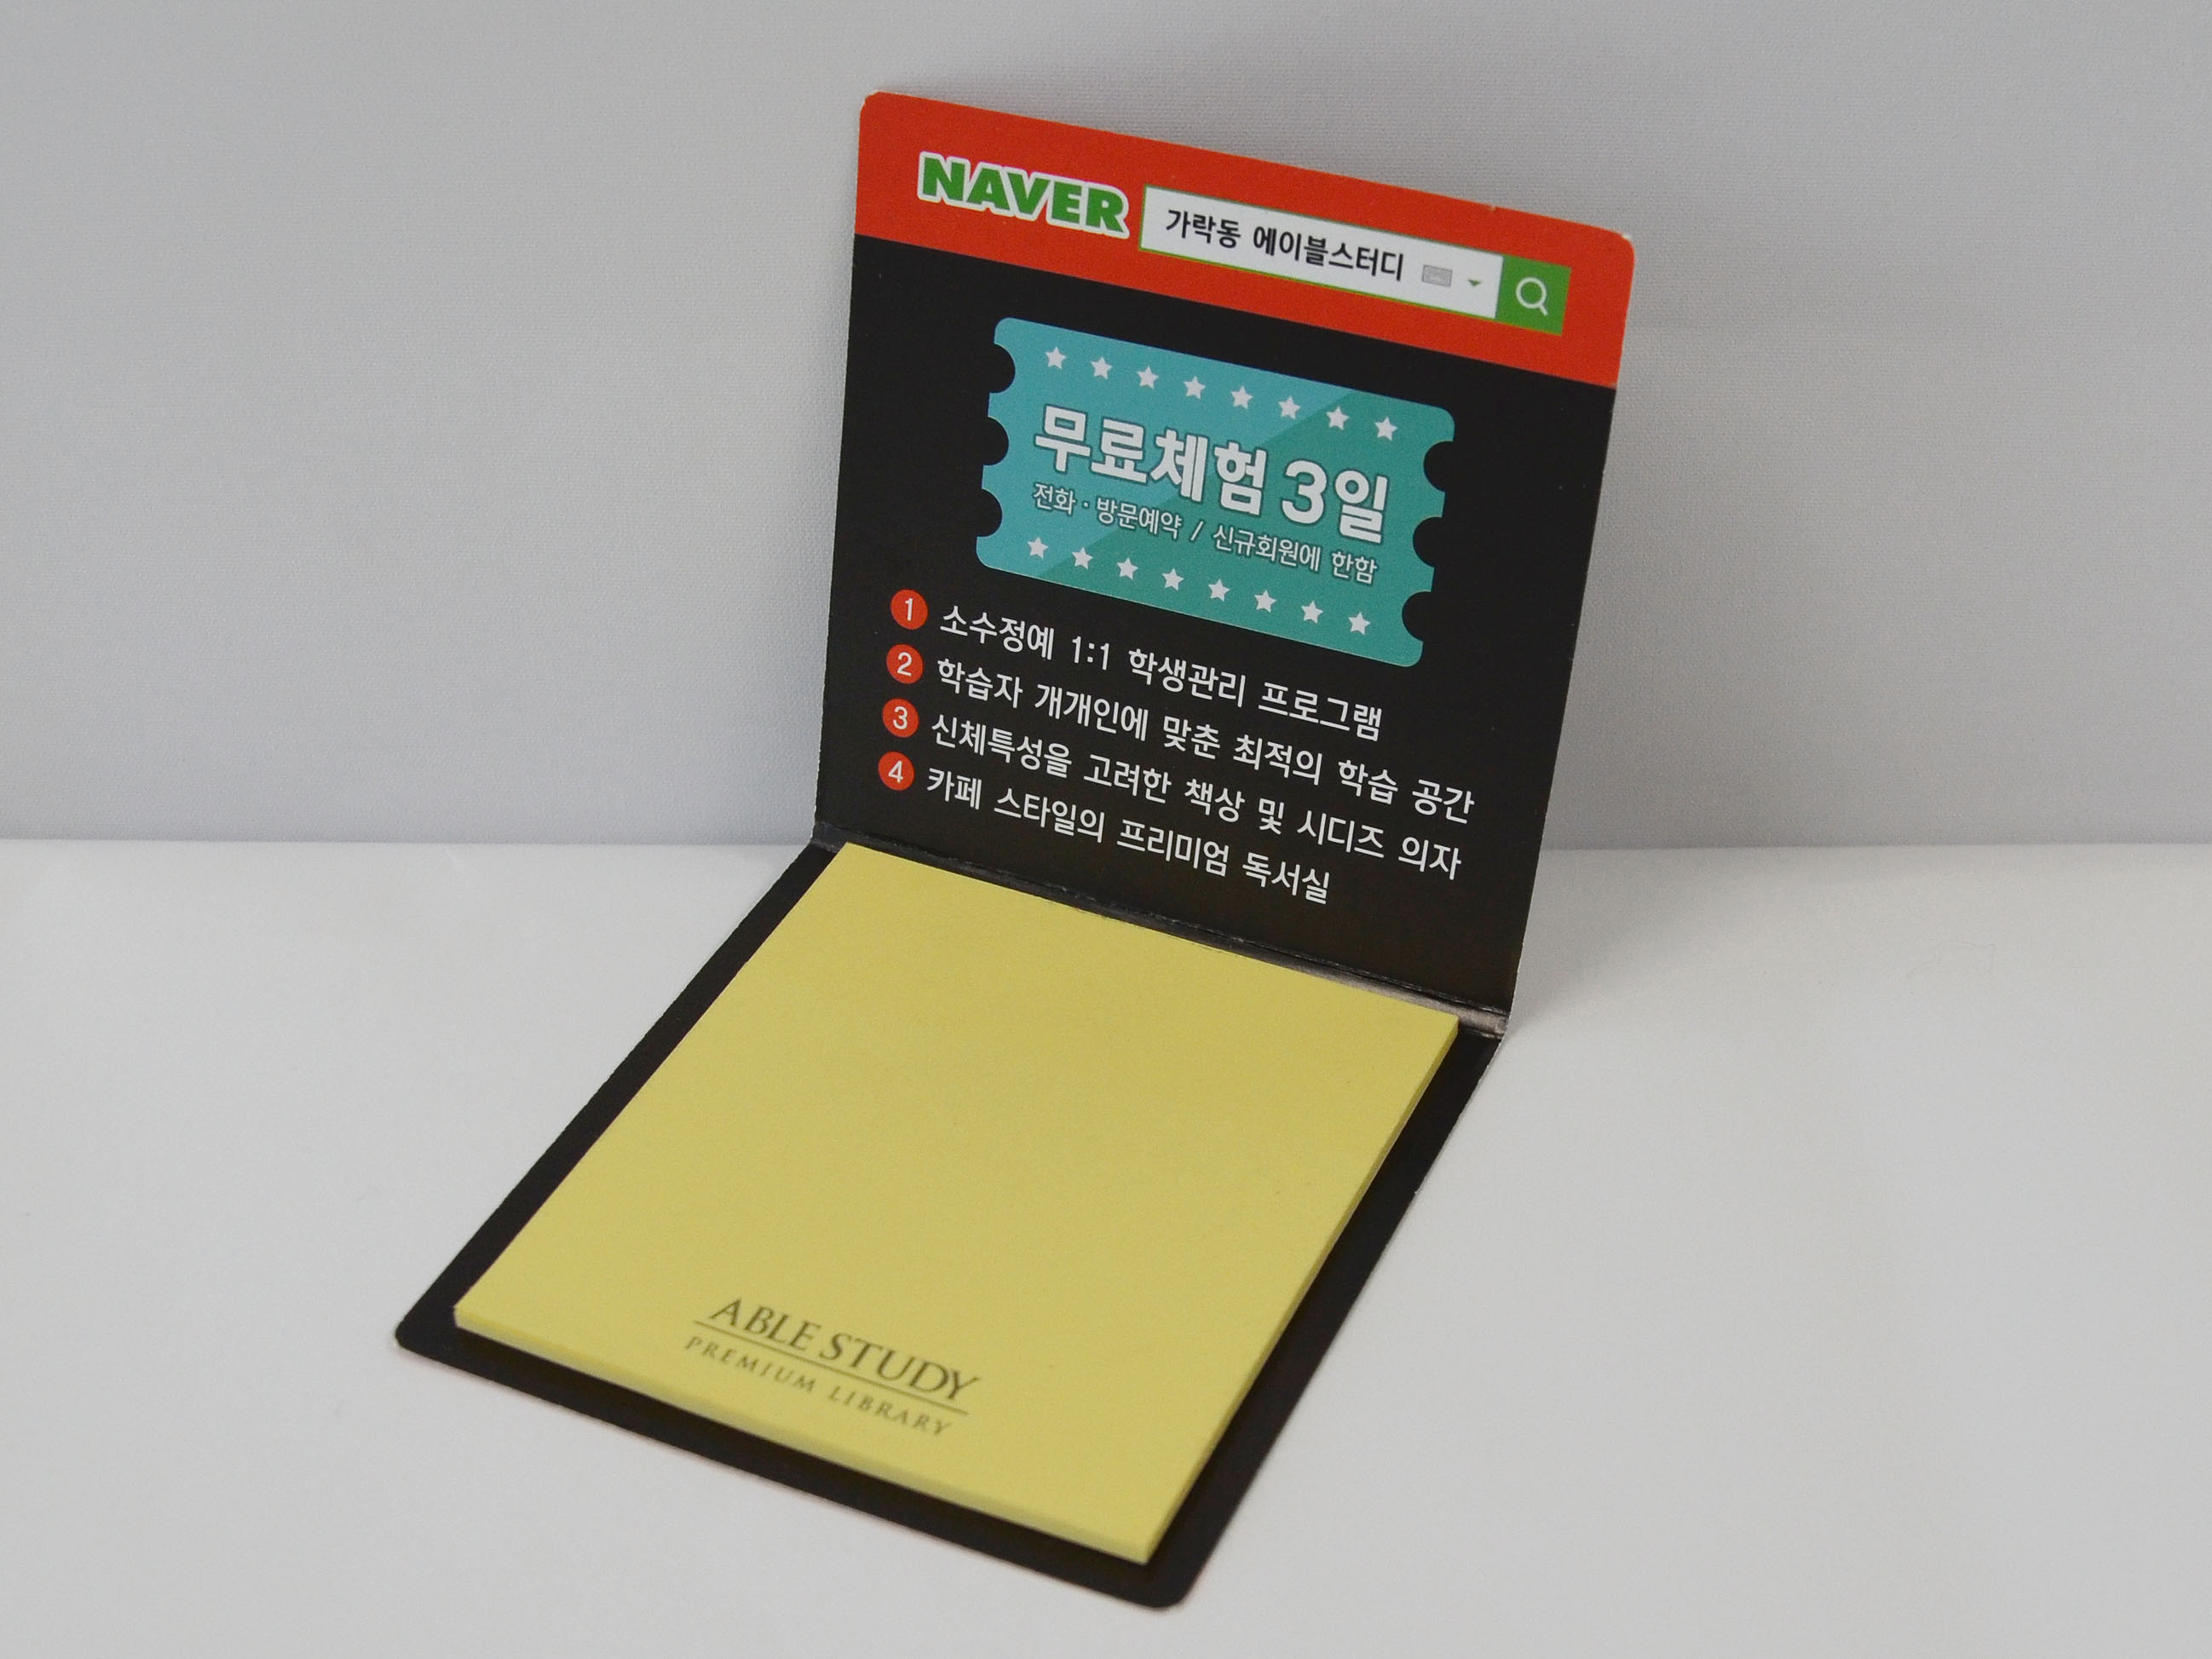 NAVER 가락동 에이블스터디
무료체험 3일
전화 · 방문예약 / 신규회원에 한함
1 소수정예 1:1 학생관리 프로그램
2 학습자 개개인에 맞춘 최적의 학습 공간
3 신체특성을 고려한 책상 및 시디즈 의자
4 카페 스타일의 프리미엄 독서실
ABLE STUDY
PREMIUM LIBRARY